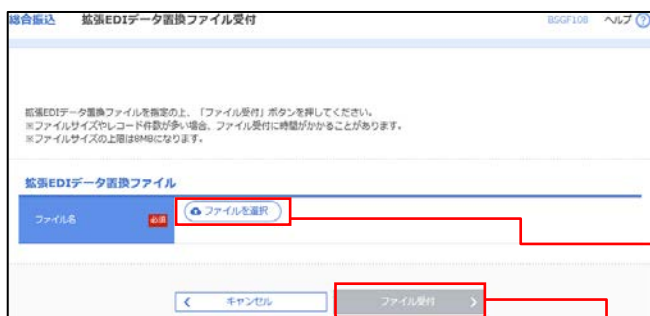 総合振込 拡張EDIデータ置換ファイル受付 BSGF108 ヘルプ ?
拡張EDIデータ置換ファイルを指定の上、「ファイル受付」ボタンを押してください。
※ファイルサイズやレコード件数が多い場合、ファイル受付に時間がかかることがあります。
※ファイルサイズの上限は8MBになります。
拡張EDIデータ置換ファイル
ファイル名 必須 ファイルを選択
キャンセル ファイル受付